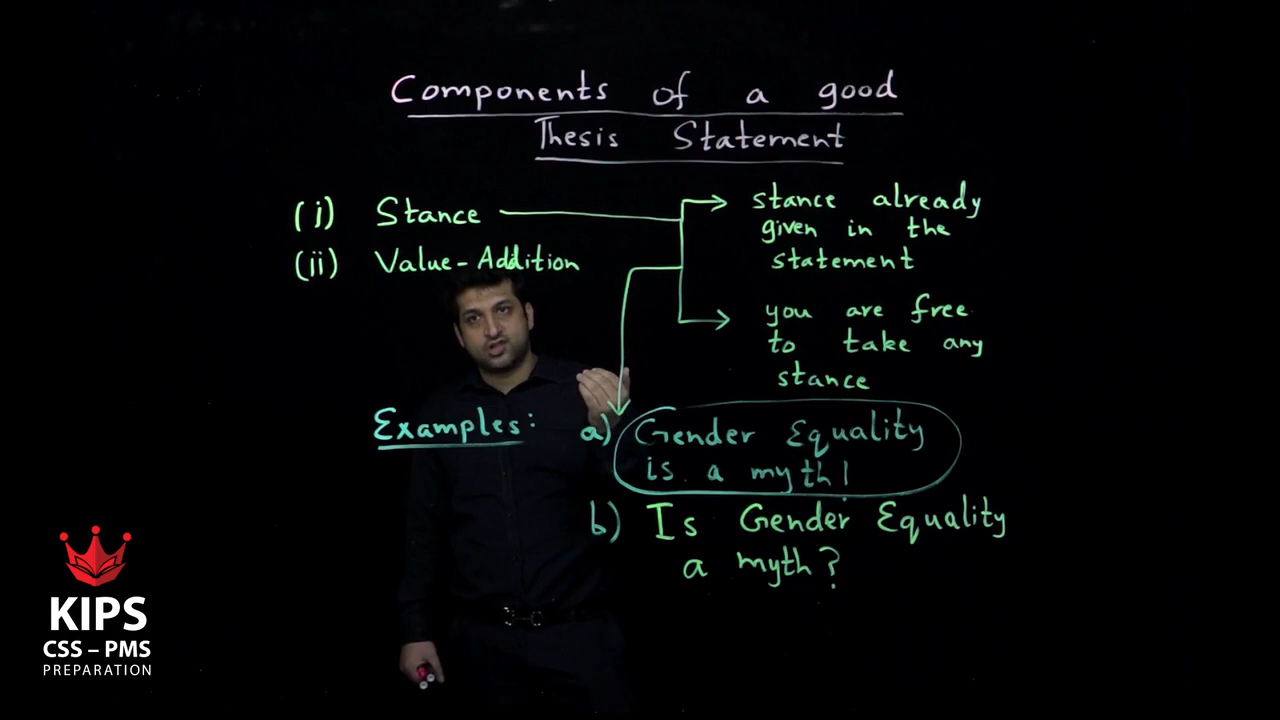 Components of a good
Thesis Statement
(i) Stance
(ii) Value-Addition
stance already
given in the
statement
you are free
to take any
stance
Examples:
a) Gender Equality
is a myth!
b) Is Gender Equality
a myth?
KIPS
CSS – PMS
PREPARATION